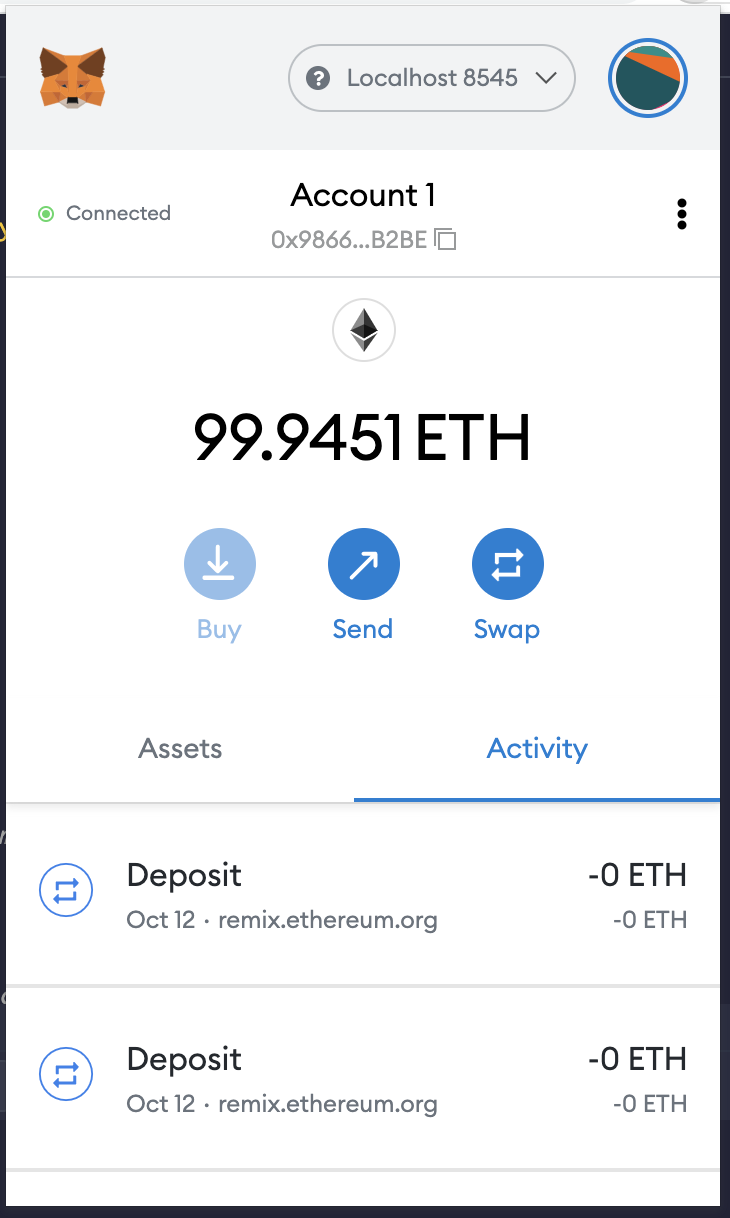 Localhost 8545
Connected
Account 1
0x9866...B2BE
99.9451 ETH
Buy
Send
Swap
Assets
Activity
Deposit
-0 ETH
Oct 12 · remix.ethereum.org
-0 ETH
Deposit
-0 ETH
Oct 12 · remix.ethereum.org
-0 ETH